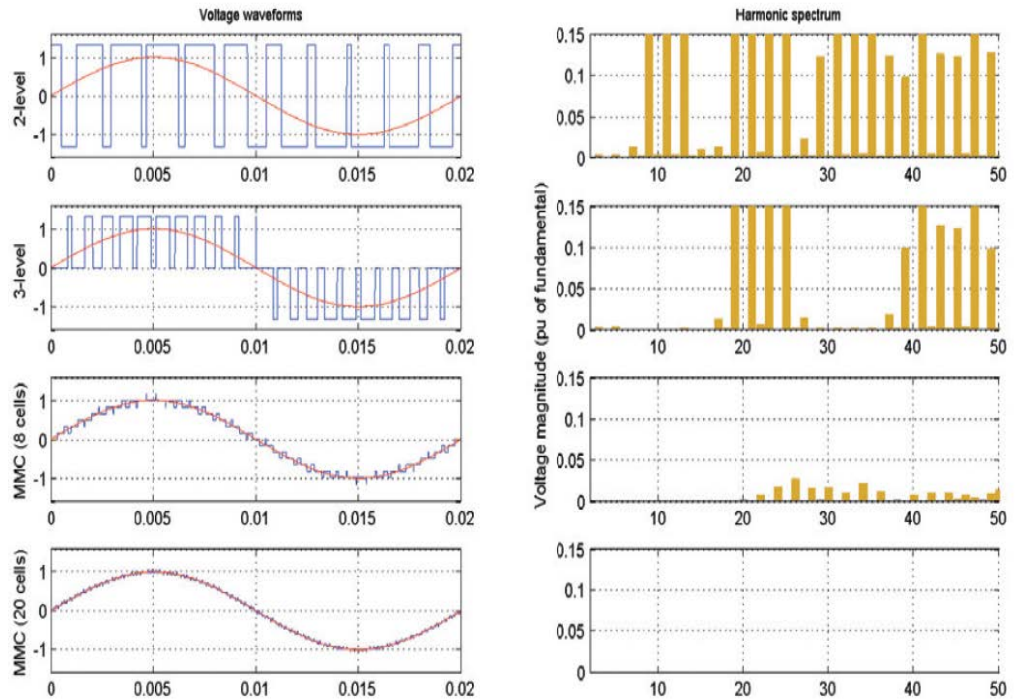 Voltage waveforms
2-level
1
0
-1
0 0.005 0.01 0.015 0.02
3-level
1
0
-1
0 0.005 0.01 0.015 0.02
MMC (8 cells)
1
0
-1
0 0.005 0.01 0.015 0.02
MMC (20 cells)
1
0
-1
0 0.005 0.01 0.015 0.02
Harmonic spectrum
Voltage magnitude (pu of fundamental)
0.15
0.1
0.05
0
10 20 30 40 50
0.15
0.1
0.05
0
10 20 30 40 50
0.15
0.1
0.05
0
10 20 30 40 50
0.15
0.1
0.05
0
10 20 30 40 50